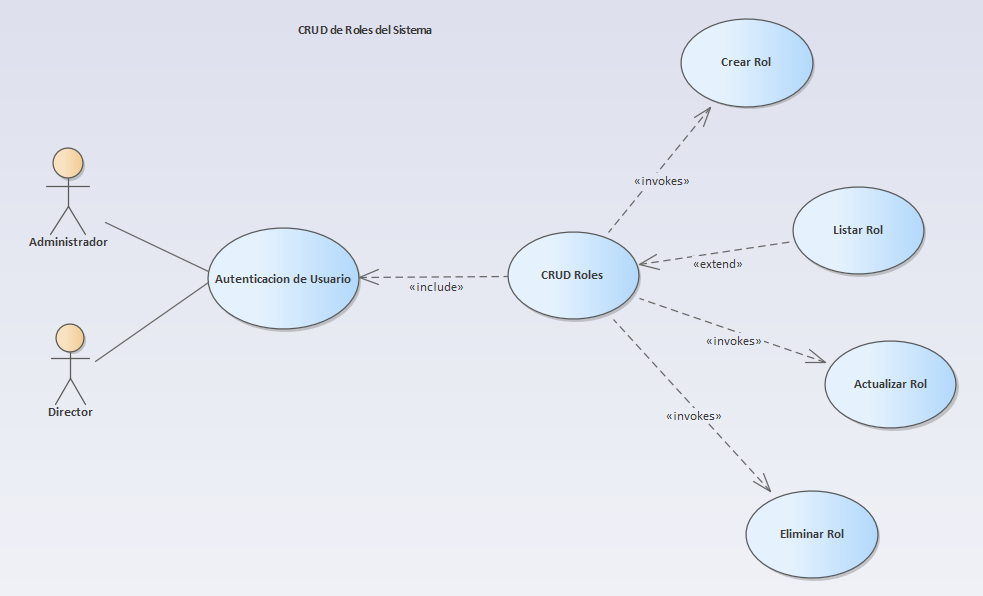 CRUD de Roles del Sistema
Crear Rol
Administrador
«invokes»
Listar Rol
«extend»
Autenticacion de Usuario
«include»
CRUD Roles
«invokes»
Actualizar Rol
Director
«invokes»
Eliminar Rol